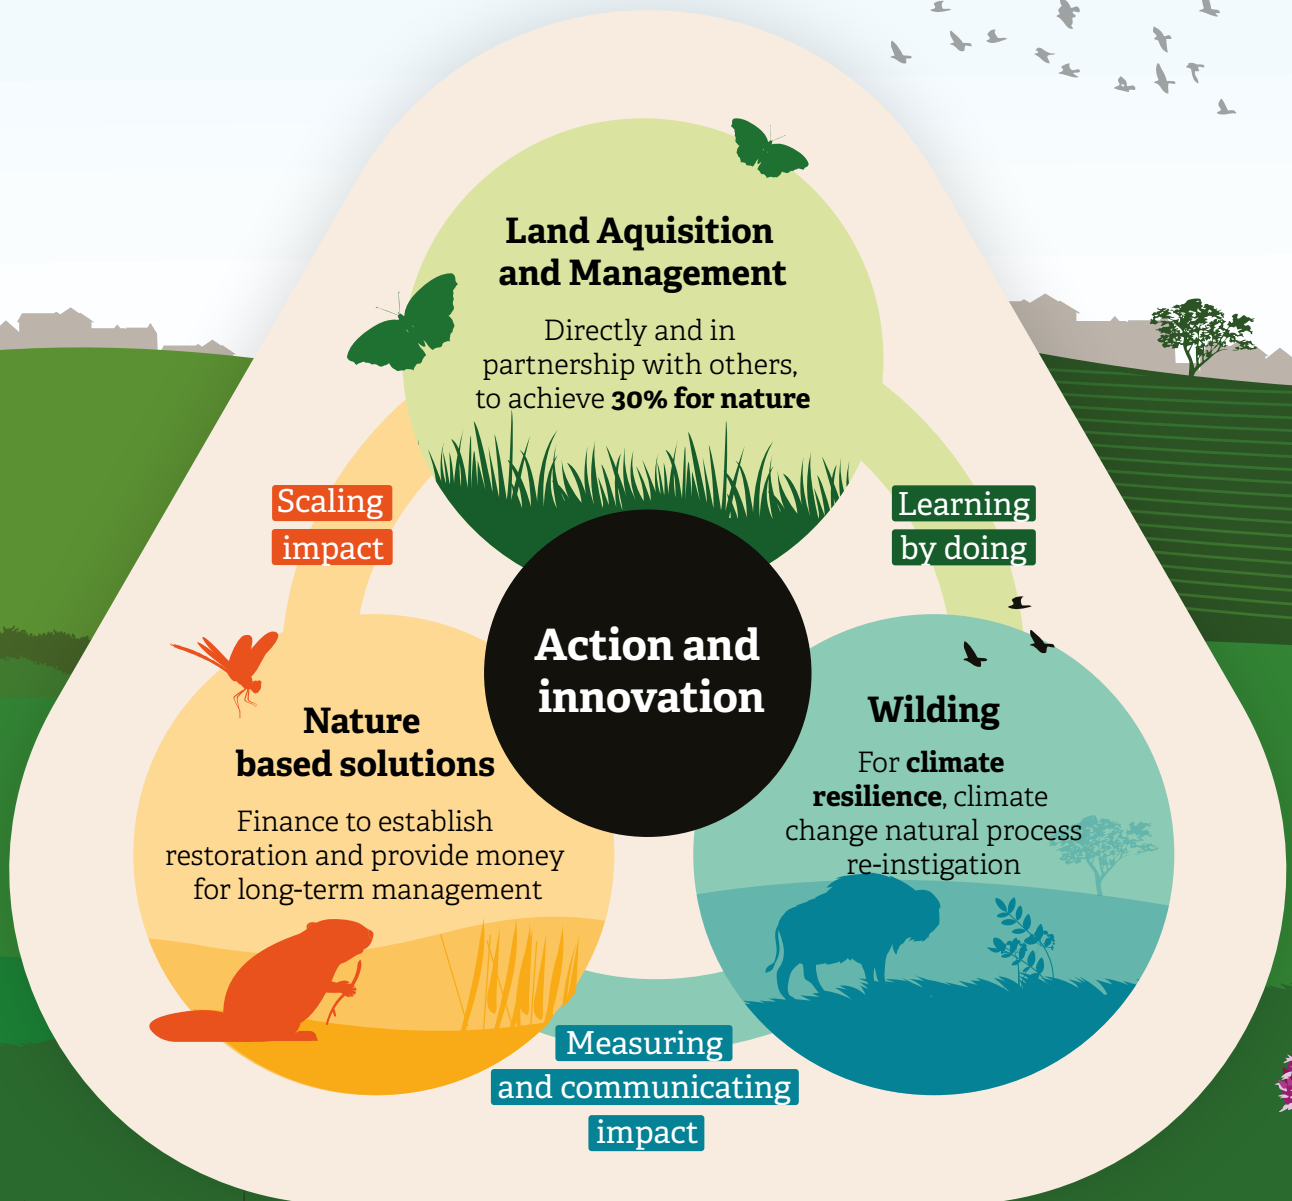 Land Aquisition
and Management
Directly and in
partnership with others,
to achieve 30% for nature
Scaling
impact
Learning
by doing
Action and
innovation
Nature
based solutions
Finance to establish
restoration and provide money
for long-term management
Wilding
For climate
resilience, climate
change natural process
re-instigation
Measuring
and communicating
impact